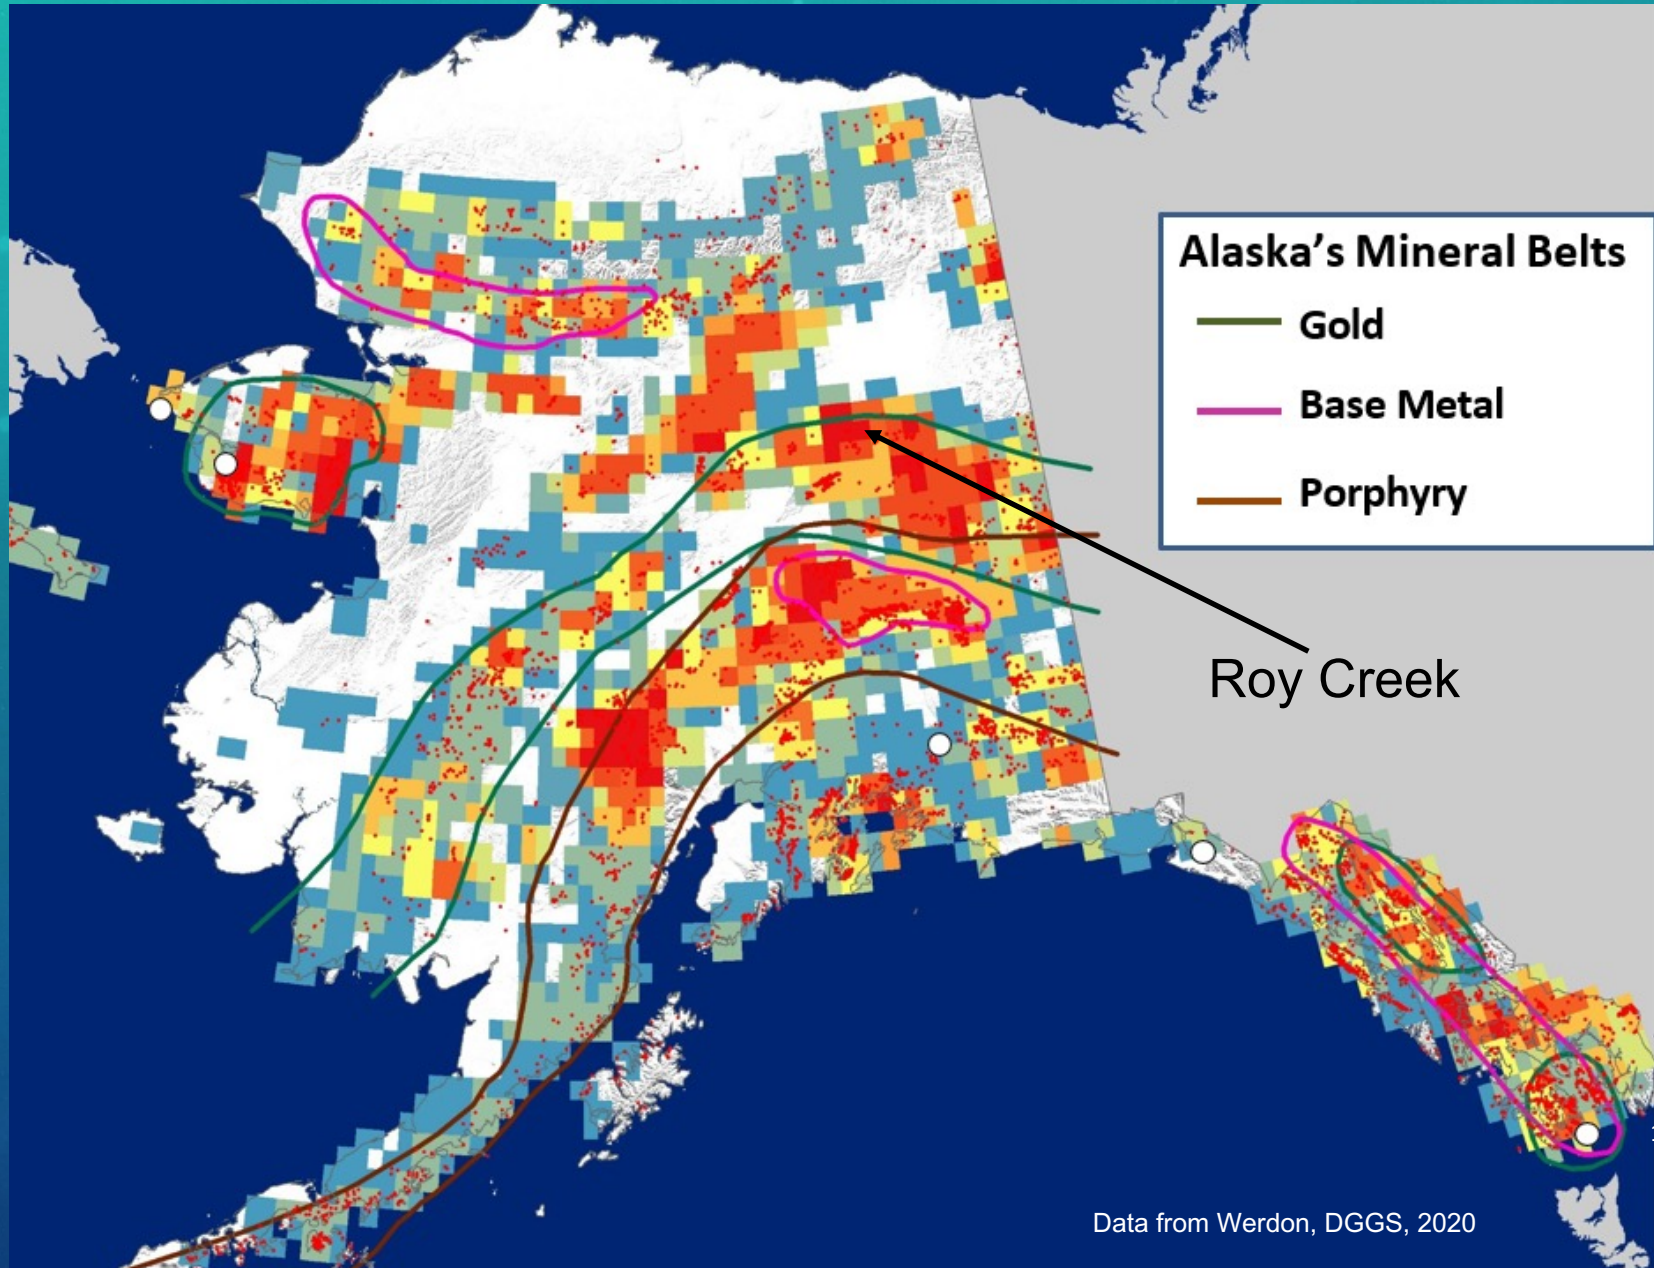 Alaska's Mineral Belts
Gold
Base Metal
Porphyry
Roy Creek
Data from Werdon, DGGS, 2020